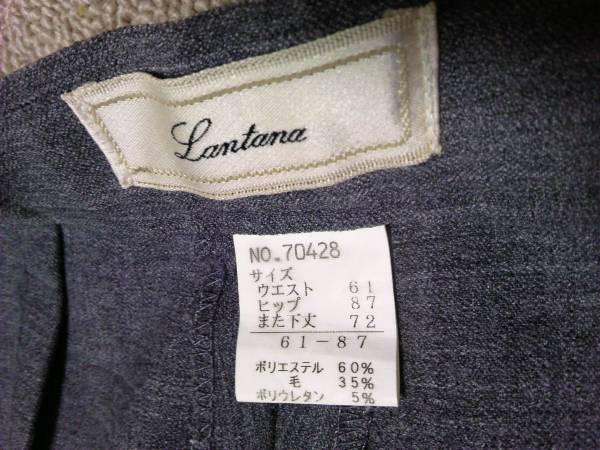 Lantana
NO.70428
サイズ
ウエスト 61
ヒップ 87
また下丈 72
61-87
ポリエステル 60%
毛 35%
ポリウレタン 5%